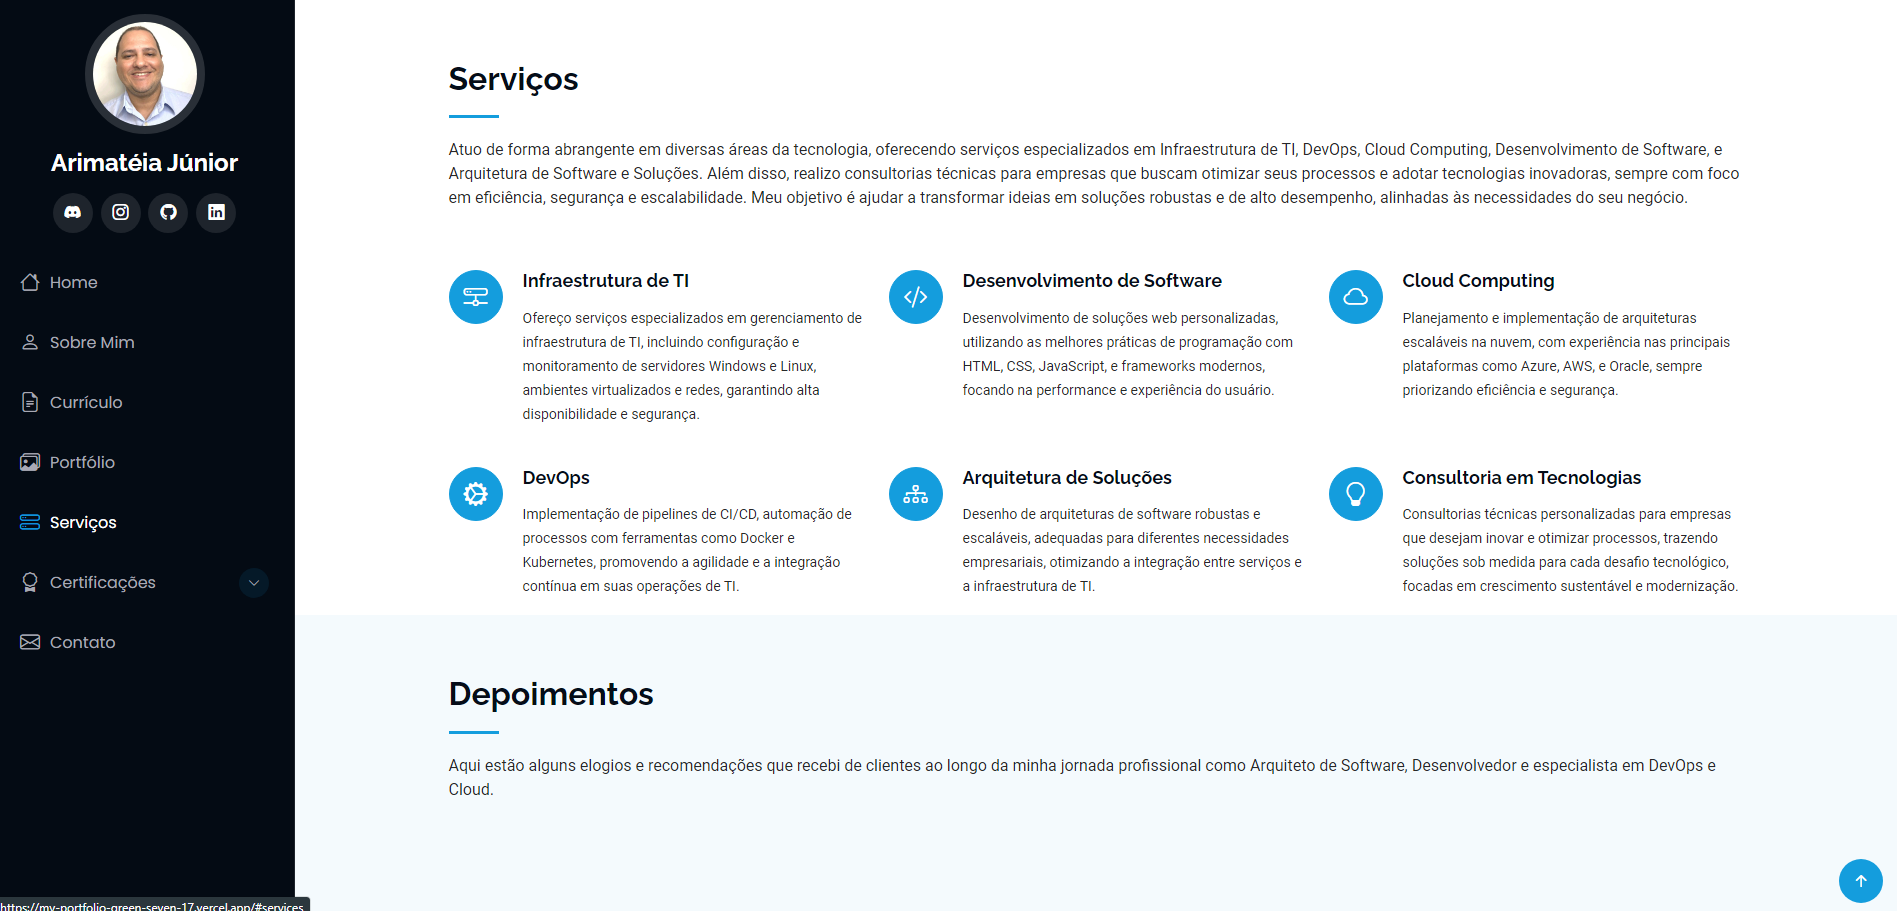 Arimatéia Júnior
Home
Sobre Mim
Currículo
Portfólio
Serviços
Certificações
Contato
https://my-portfolio-green-seven-17.vercel.app/#services
Serviços
Atuo de forma abrangente em diversas áreas da tecnologia, oferecendo serviços especializados em Infraestrutura de TI, DevOps, Cloud Computing, Desenvolvimento de Software, e
Arquitetura de Software e Soluções. Além disso, realizo consultorias técnicas para empresas que buscam otimizar seus processos e adotar tecnologias inovadoras, sempre com foco
em eficiência, segurança e escalabilidade. Meu objetivo é ajudar a transformar ideias em soluções robustas e de alto desempenho, alinhadas às necessidades do seu negócio.
Infraestrutura de TI
Ofereço serviços especializados em gerenciamento de
infraestrutura de TI, incluindo configuração e
monitoramento de servidores Windows e Linux,
ambientes virtualizados e redes, garantindo alta
disponibilidade e segurança.
Desenvolvimento de Software
Desenvolvimento de soluções web personalizadas,
utilizando as melhores práticas de programação com
HTML, CSS, JavaScript, e frameworks modernos,
focando na performance e experiência do usuário.
Cloud Computing
Planejamento e implementação de arquiteturas
escaláveis na nuvem, com experiência nas principais
plataformas como Azure, AWS, e Oracle, sempre
priorizando eficiência e segurança.
DevOps
Implementação de pipelines de CI/CD, automação de
processos com ferramentas como Docker e
Kubernetes, promovendo a agilidade e a integração
contínua em suas operações de TI.
Arquitetura de Soluções
Desenho de arquiteturas de software robustas e
escaláveis, adequadas para diferentes necessidades
empresariais, otimizando a integração entre serviços e
a infraestrutura de TI.
Consultoria em Tecnologias
Consultorias técnicas personalizadas para empresas
que desejam inovar e otimizar processos, trazendo
soluções sob medida para cada desafio tecnológico,
focadas em crescimento sustentável e modernização.
Depoimentos
Aqui estão alguns elogios e recomendações que recebi de clientes ao longo da minha jornada profissional como Arquiteto de Software, Desenvolvedor e especialista em DevOps e
Cloud.